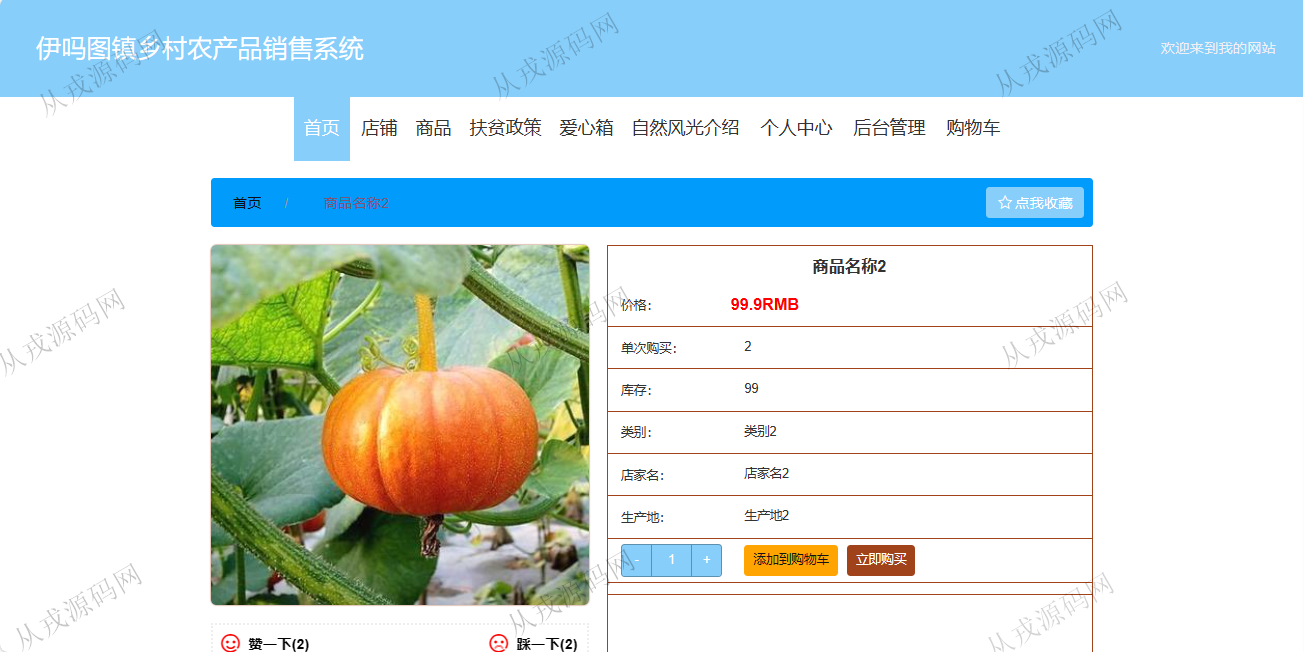 伊吗图镇乡村农产品销售系统
欢迎来到我的网站
首页 店铺 商品 扶贫政策 爱心箱 自然风光介绍 个人中心 后台管理 购物车
首页 / 商品名称2
点我收藏
商品名称2
价格： 99.9RMB
单次购买： 2
库存： 99
类别： 类别2
店家名： 店家名2
生产地： 生产地2
- 1 + 添加到购物车 立即购买
赞一下(2) 踩一下(2)
从戎源码网
从戎源码网
从戎源码网
从戎源码网
从戎源码网
从戎源码网
从戎源码网
从戎源码网
从戎源码网